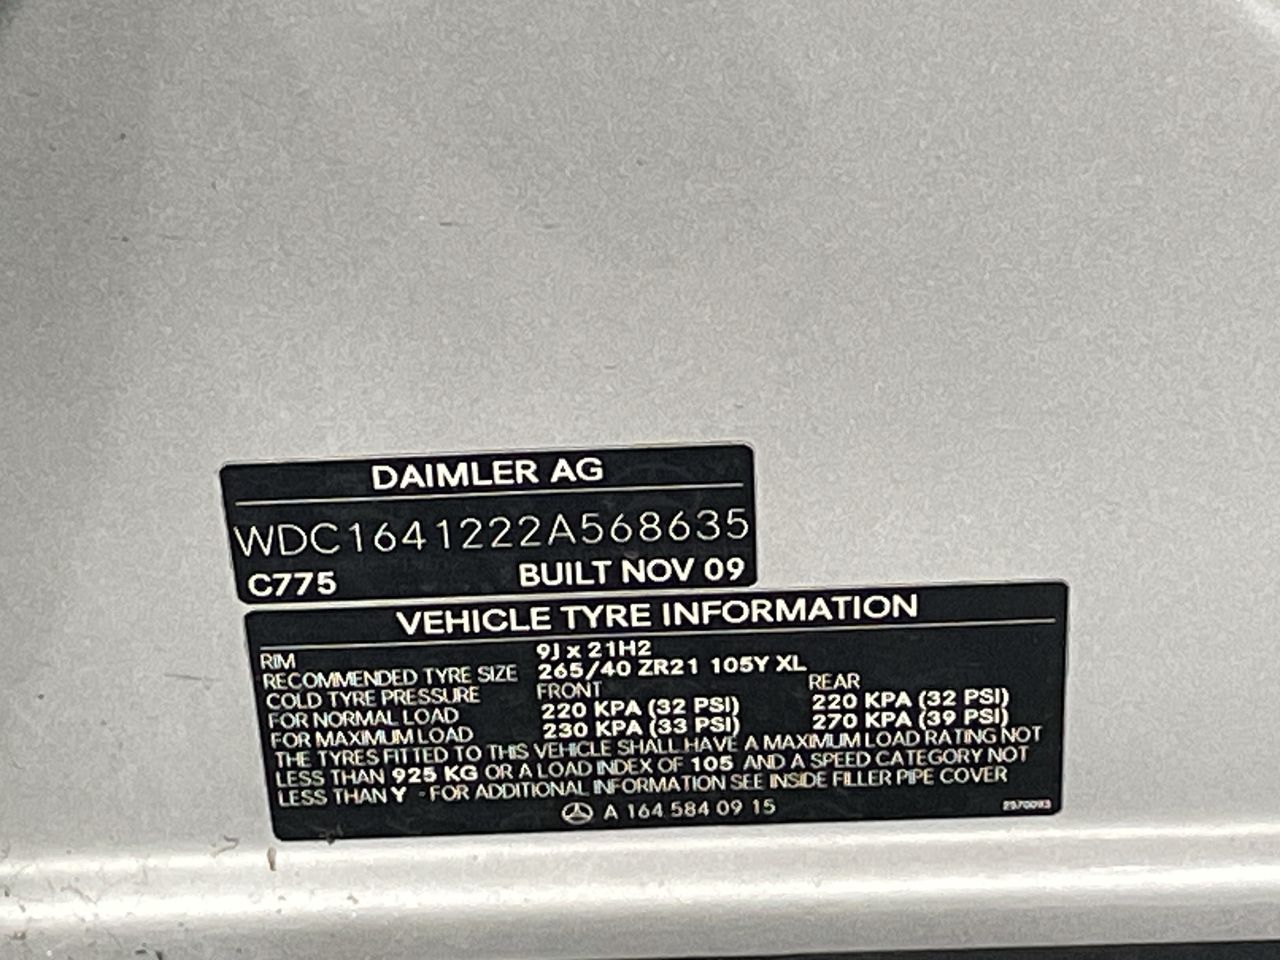 DAIMLER AG
WDC1641222A568635
C775 BUILT NOV 09
VEHICLE TYRE INFORMATION
RIM 9J x 21H2
RECOMMENDED TYRE SIZE 265/40 ZR21 105Y XL
COLD TYRE PRESSURE FRONT REAR
FOR NORMAL LOAD 220 KPA (32 PSI) 220 KPA (32 PSI)
FOR MAXIMUM LOAD 230 KPA (33 PSI) 270 KPA (39 PSI)
THE TYRES FITTED TO THIS VEHICLE SHALL HAVE A MAXIMUM LOAD RATING NOT
LESS THAN 925 KG OR A LOAD INDEX OF 105 AND A SPEED CATEGORY NOT
LESS THAN Y - FOR ADDITIONAL INFORMATION SEE INSIDE FILLER PIPE COVER
A 164 584 09 15